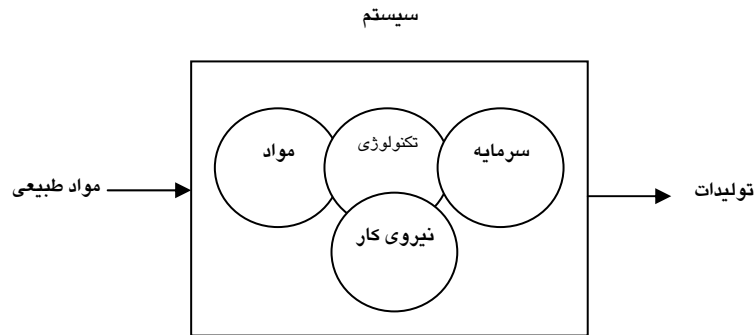 سیستم
تکنولوژی
مواد
سرمایه
مواد طبیعی
تولیدات
نیروی کار